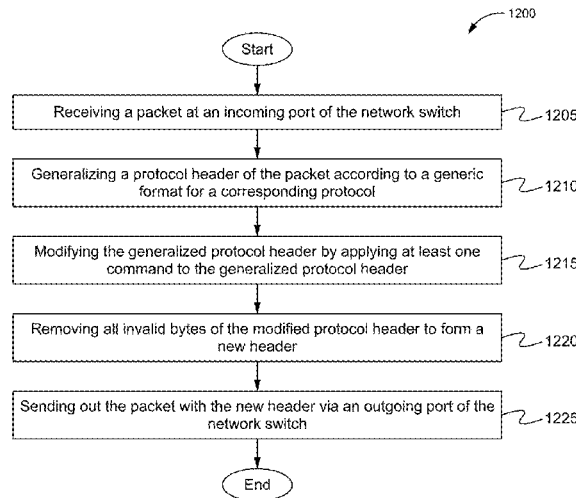 1200
Start
Receiving a packet at an incoming port of the network switch
1205
Generalizing a protocol header of the packet according to a generic
format for a corresponding protocol
1210
Modifying the generalized protocol header by applying at least one
command to the generalized protocol header
1215
Removing all invalid bytes of the modified protocol header to form a
new header
1220
Sending out the packet with the new header via an outgoing port of the
network switch
1225
End